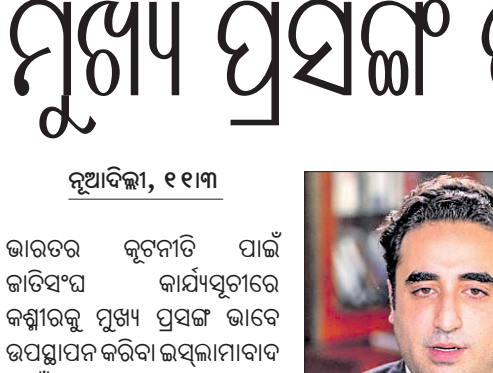 ମୁଖ୍ୟ ପ୍ରସଙ୍ଗ
ନୂଆଦିଲ୍ଲୀ, ୧୧ା୩
ଭାରତର କୂଟନୀତି ପାଇଁ
ଜାତିସଂଘ କାର୍ଯ୍ୟସୂଚୀରେ
କଶ୍ମୀରକୁ ମୁଖ୍ୟ ପ୍ରସଙ୍ଗ ଭାବେ
ଉପସ୍ଥାପନ କରିବା ଇସ୍‌ଲାମାବାଦ